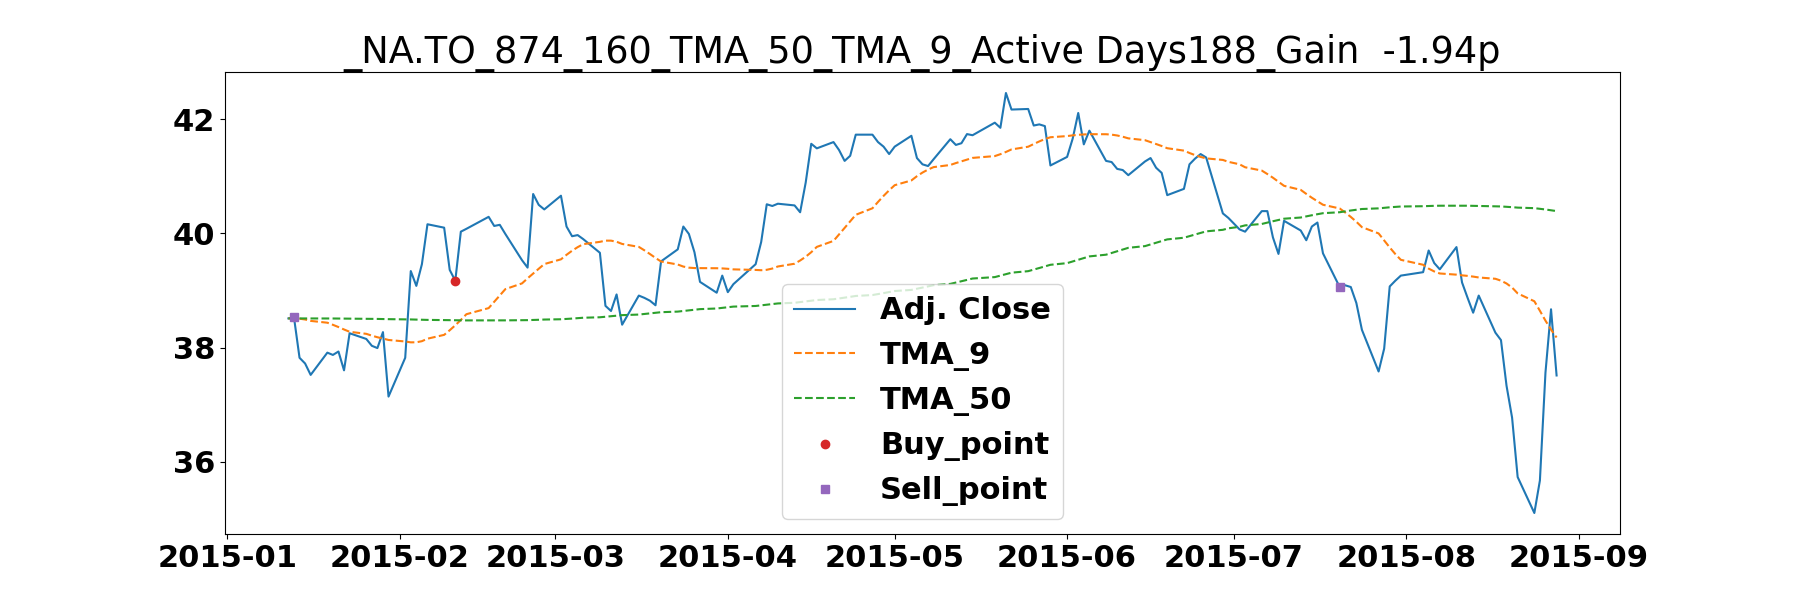 _NA.TO_874_160_TMA_50_TMA_9_Active Days188_Gain  -1.94p
42
40
38
36
Adj. Close
TMA_9
TMA_50
Buy_point
Sell_point
2015-01 2015-02 2015-03 2015-04 2015-05 2015-06 2015-07 2015-08 2015-09